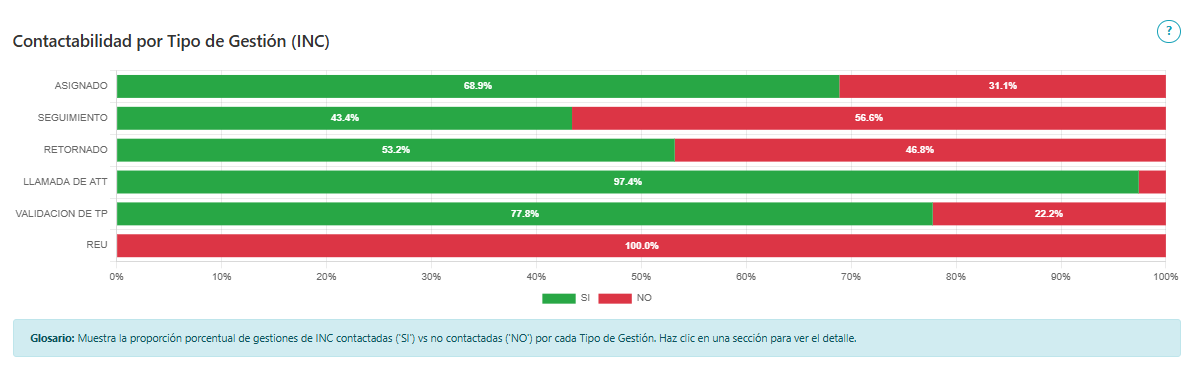 Contactabilidad por Tipo de Gestión (INC)
?
ASIGNADO 68.9% 31.1%
SEGUIMIENTO 43.4% 56.6%
RETORNADO 53.2% 46.8%
LLAMADA DE ATT 97.4%
VALIDACION DE TP 77.8% 22.2%
REU 100.0%
0% 10% 20% 30% 40% 50% 60% 70% 80% 90% 100%
SI NO
Glosario: Muestra la proporción porcentual de gestiones de INC contactadas ('SI') vs no contactadas ('NO') por cada Tipo de Gestión. Haz clic en una sección para ver el detalle.